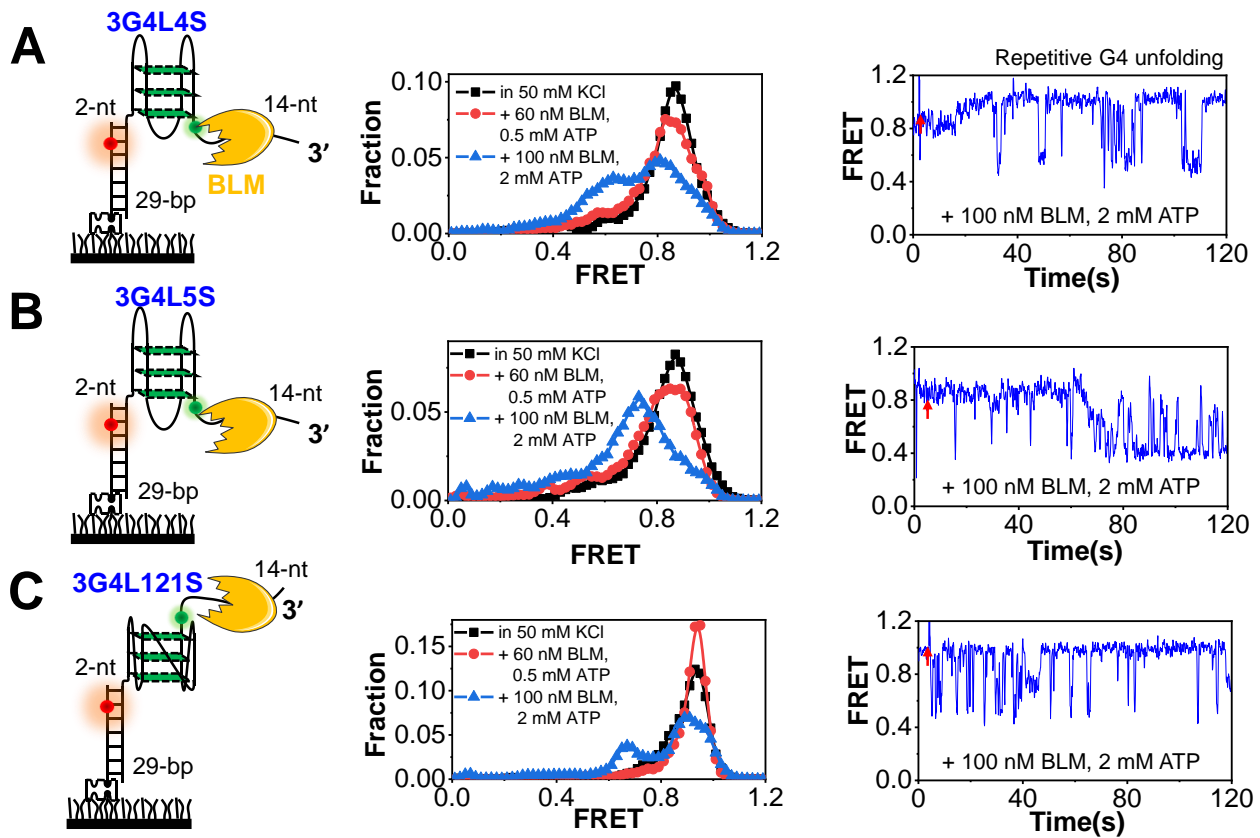 A
3G4L4S
2-nt
14-nt
3’
BLM
29-bp
0.10
0.05
0.00
Fraction
in 50 mM KCl
+ 60 nM BLM,
0.5 mM ATP
+ 100 nM BLM,
2 mM ATP
0.0 0.4 0.8 1.2
FRET
Repetitive G4 unfolding
1.2
0.8
0.4
0.0
FRET
+ 100 nM BLM, 2 mM ATP
0 40 80 120
Time(s)
B
3G4L5S
2-nt
14-nt
3’
29-bp
0.05
0.00
Fraction
in 50 mM KCl
+ 60 nM BLM,
0.5 mM ATP
+ 100 nM BLM,
2 mM ATP
0.0 0.4 0.8 1.2
FRET
1.2
0.8
0.4
0.0
FRET
+ 100 nM BLM, 2 mM ATP
0 40 80 120
Time(s)
C
3G4L121S
14-nt
3’
2-nt
29-bp
0.15
0.10
0.05
0.00
Fraction
in 50 mM KCl
+ 60 nM BLM,
0.5 mM ATP
+ 100 nM BLM,
2 mM ATP
0.0 0.4 0.8 1.2
FRET
1.2
0.8
0.4
0.0
FRET
+ 100 nM BLM, 2 mM ATP
0 40 80 120
Time(s)